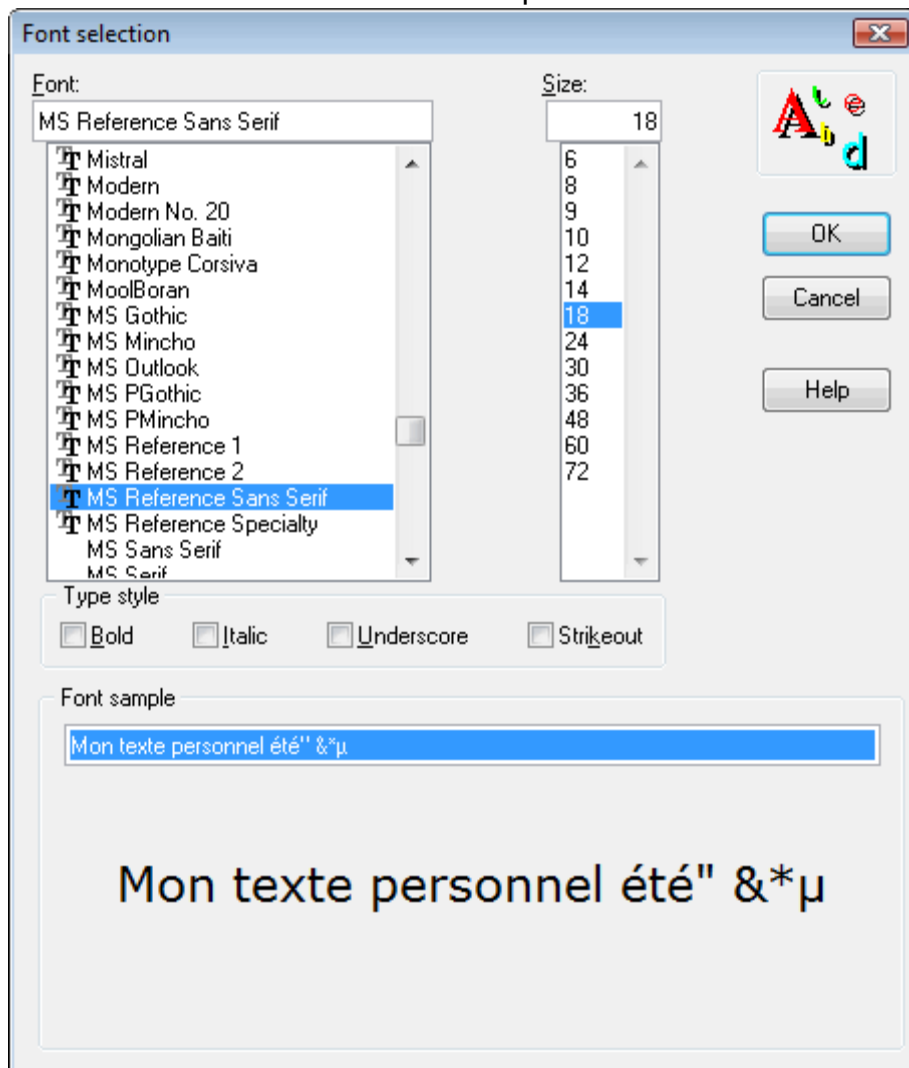 Font selection
Font:
MS Reference Sans Serif
Mistral
Modern
Modern No. 20
Mongolian Baiti
Monotype Corsiva
MoolBoran
MS Gothic
MS Mincho
MS Outlook
MS PGothic
MS PMincho
MS Reference 1
MS Reference 2
MS Reference Sans Serif
MS Reference Specialty
MS Sans Serif
MS Serif
Size:
18
6
8
9
10
12
14
18
24
30
36
48
60
72
OK
Cancel
Help
Type style
Bold Italic Underscore Strikeout
Font sample
Mon texte personnel été" &*µ
Mon texte personnel été" &*µ